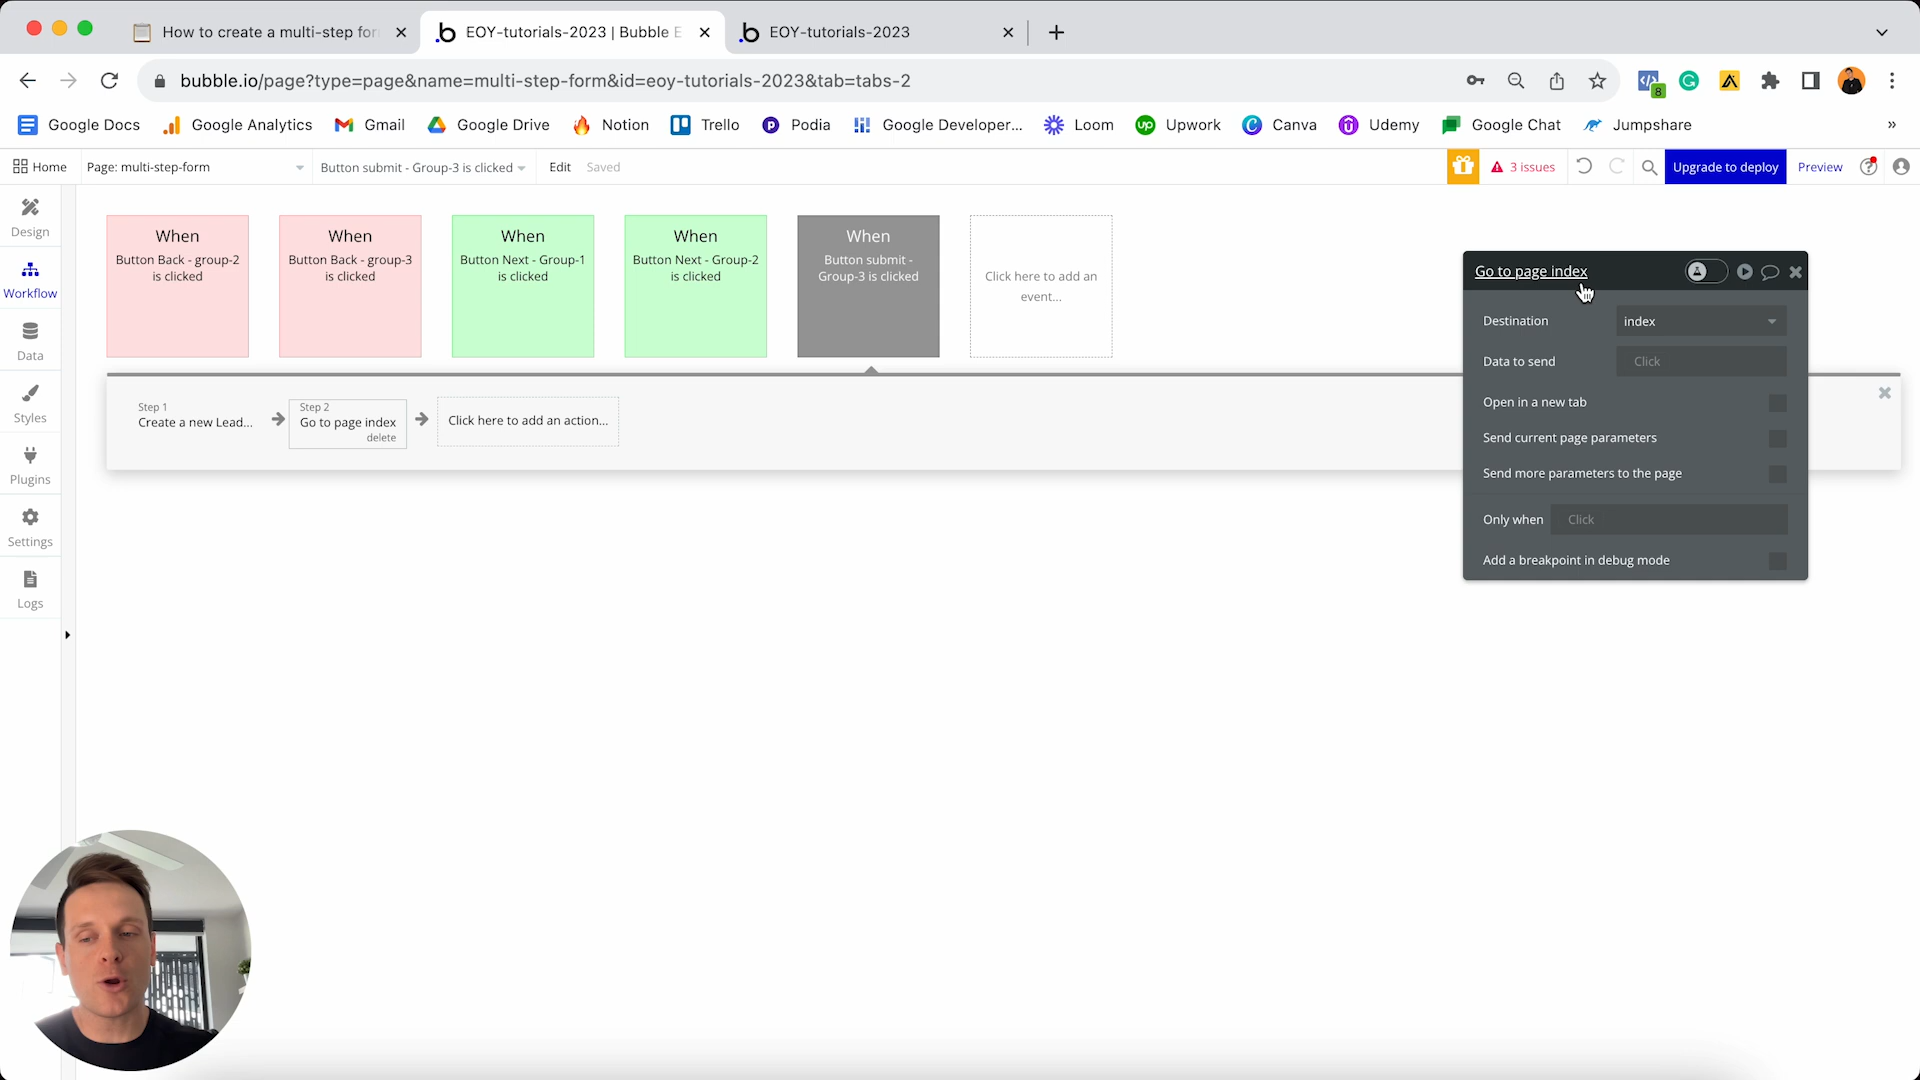 How to create a multi-step for
EOY-tutorials-2023 | Bubble E
EOY-tutorials-2023
bubble.io/page?type=page&name=multi-step-form&id=eoy-tutorials-2023&tab=tabs-2
8
Google Docs
Google Analytics
Gmail
Google Drive
Notion
Trello
Podia
Google Developer...
Loom
Upwork
Canva
Udemy
Google Chat
Jumpshare
»
Home
Page: multi-step-form
Button submit - Group-3 is clicked
Edit
Saved
3 issues
Upgrade to deploy
Preview
Design
Workflow
Data
Styles
Plugins
Settings
Logs
When
Button Back - group-2
is clicked
When
Button Back - group-3
is clicked
When
Button Next - Group-1
is clicked
When
Button Next - Group-2
is clicked
When
Button submit -
Group-3 is clicked
Click here to add an
event...
Step 1
Create a new Lead...
Step 2
Go to page index
delete
Click here to add an action...
Go to page index
Destination
index
Data to send
Click
Open in a new tab
Send current page parameters
Send more parameters to the page
Only when
Click
Add a breakpoint in debug mode